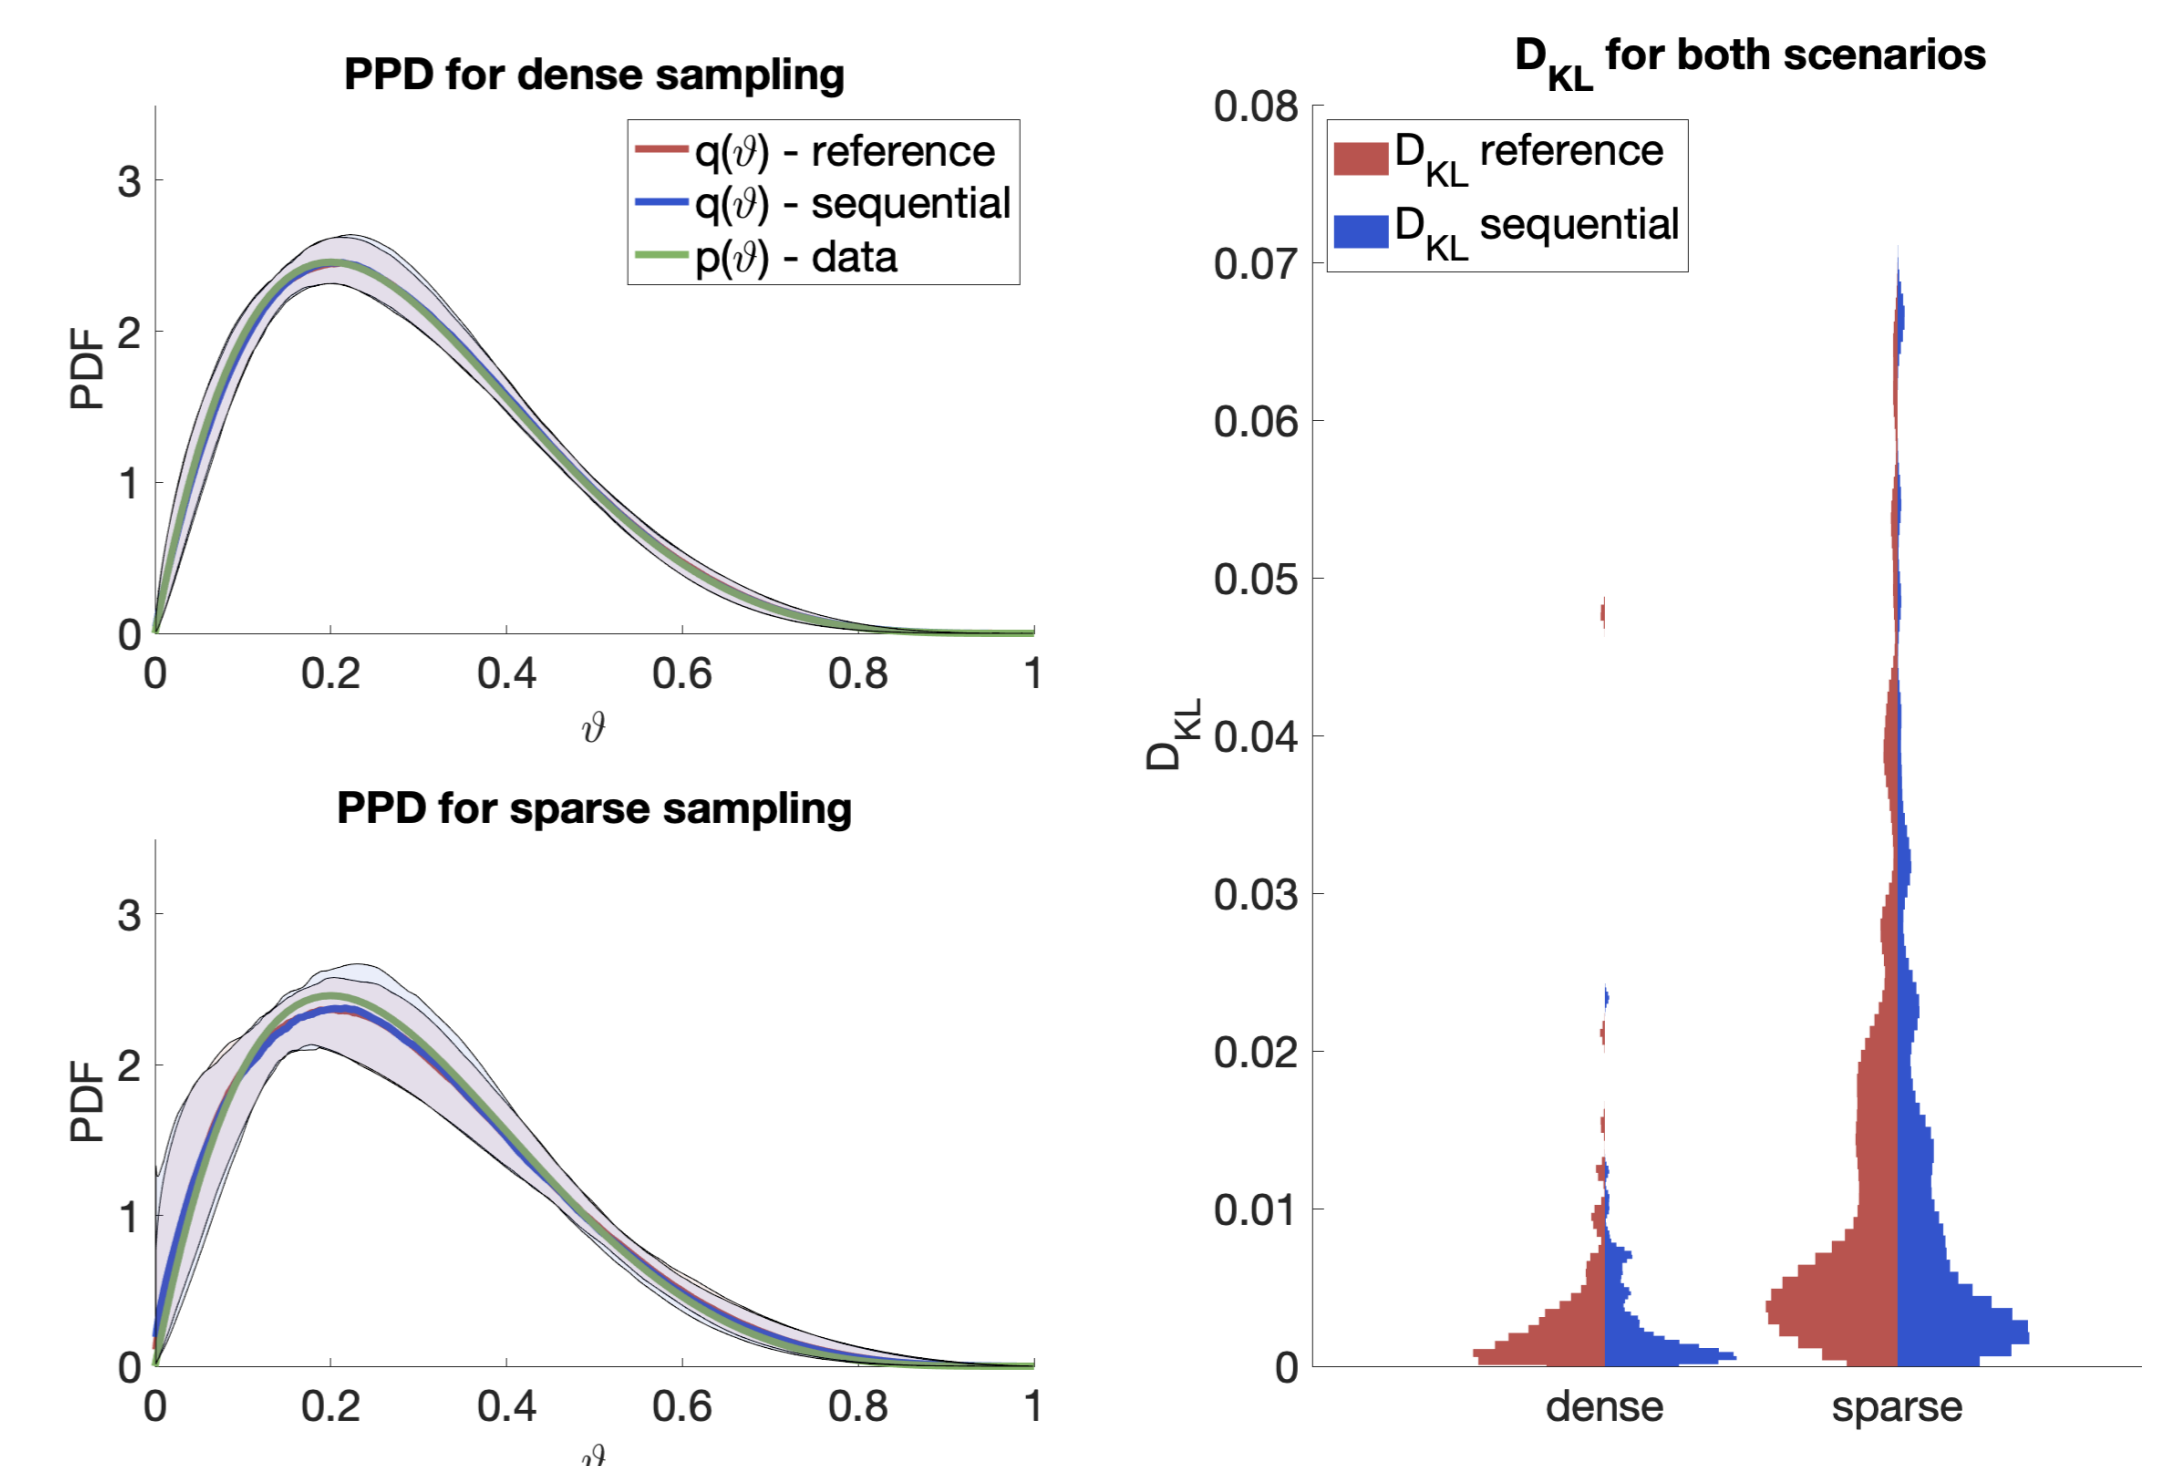 PPD for dense sampling
q(ϑ) - reference
q(ϑ) - sequential
p(ϑ) - data
3
2
1
0
PDF
0 0.2 0.4 0.6 0.8 1
ϑ
PPD for sparse sampling
3
2
1
0
PDF
0 0.2 0.4 0.6 0.8 1
ϑ
D_KL for both scenarios
D_KL reference
D_KL sequential
0.08
0.07
0.06
0.05
0.04
0.03
0.02
0.01
0
D_KL
dense sparse